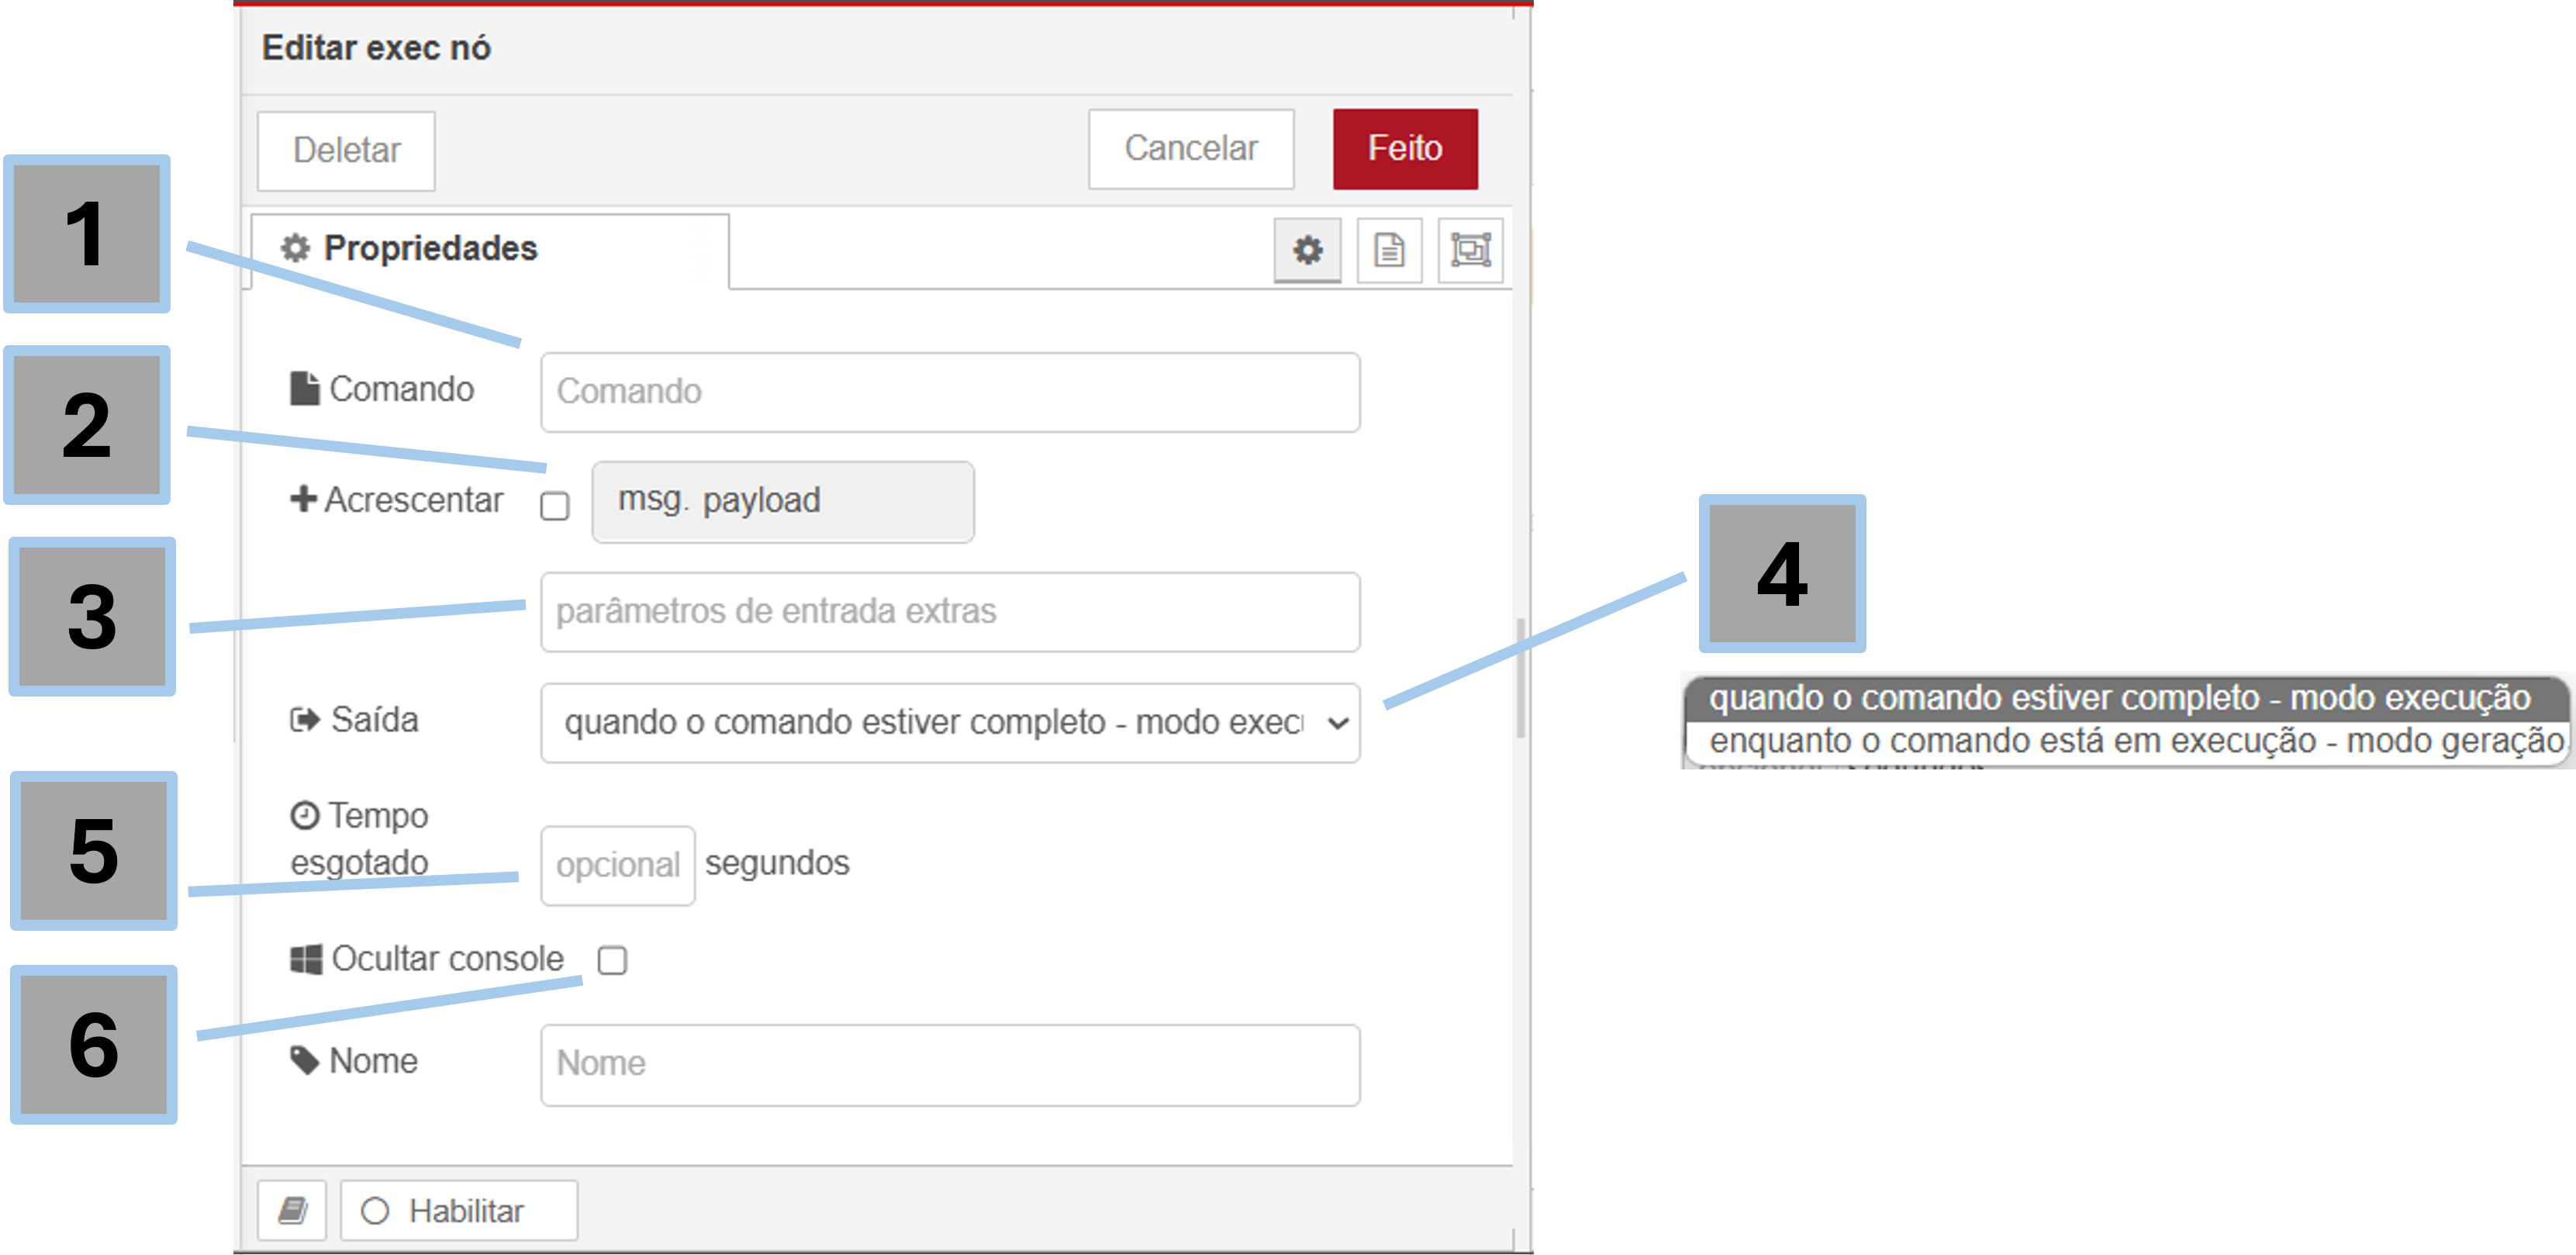 Editar exec nó
Deletar
Cancelar
Feito
1
Propriedades
Comando
Comando
2
Acrescentar
msg. payload
3
parâmetros de entrada extras
4
Saída
quando o comando estiver completo - modo exec
quando o comando estiver completo - modo execução
enquanto o comando está em execução - modo geração
5
Tempo
esgotado
opcional
segundos
Ocultar console
6
Nome
Nome
Habilitar